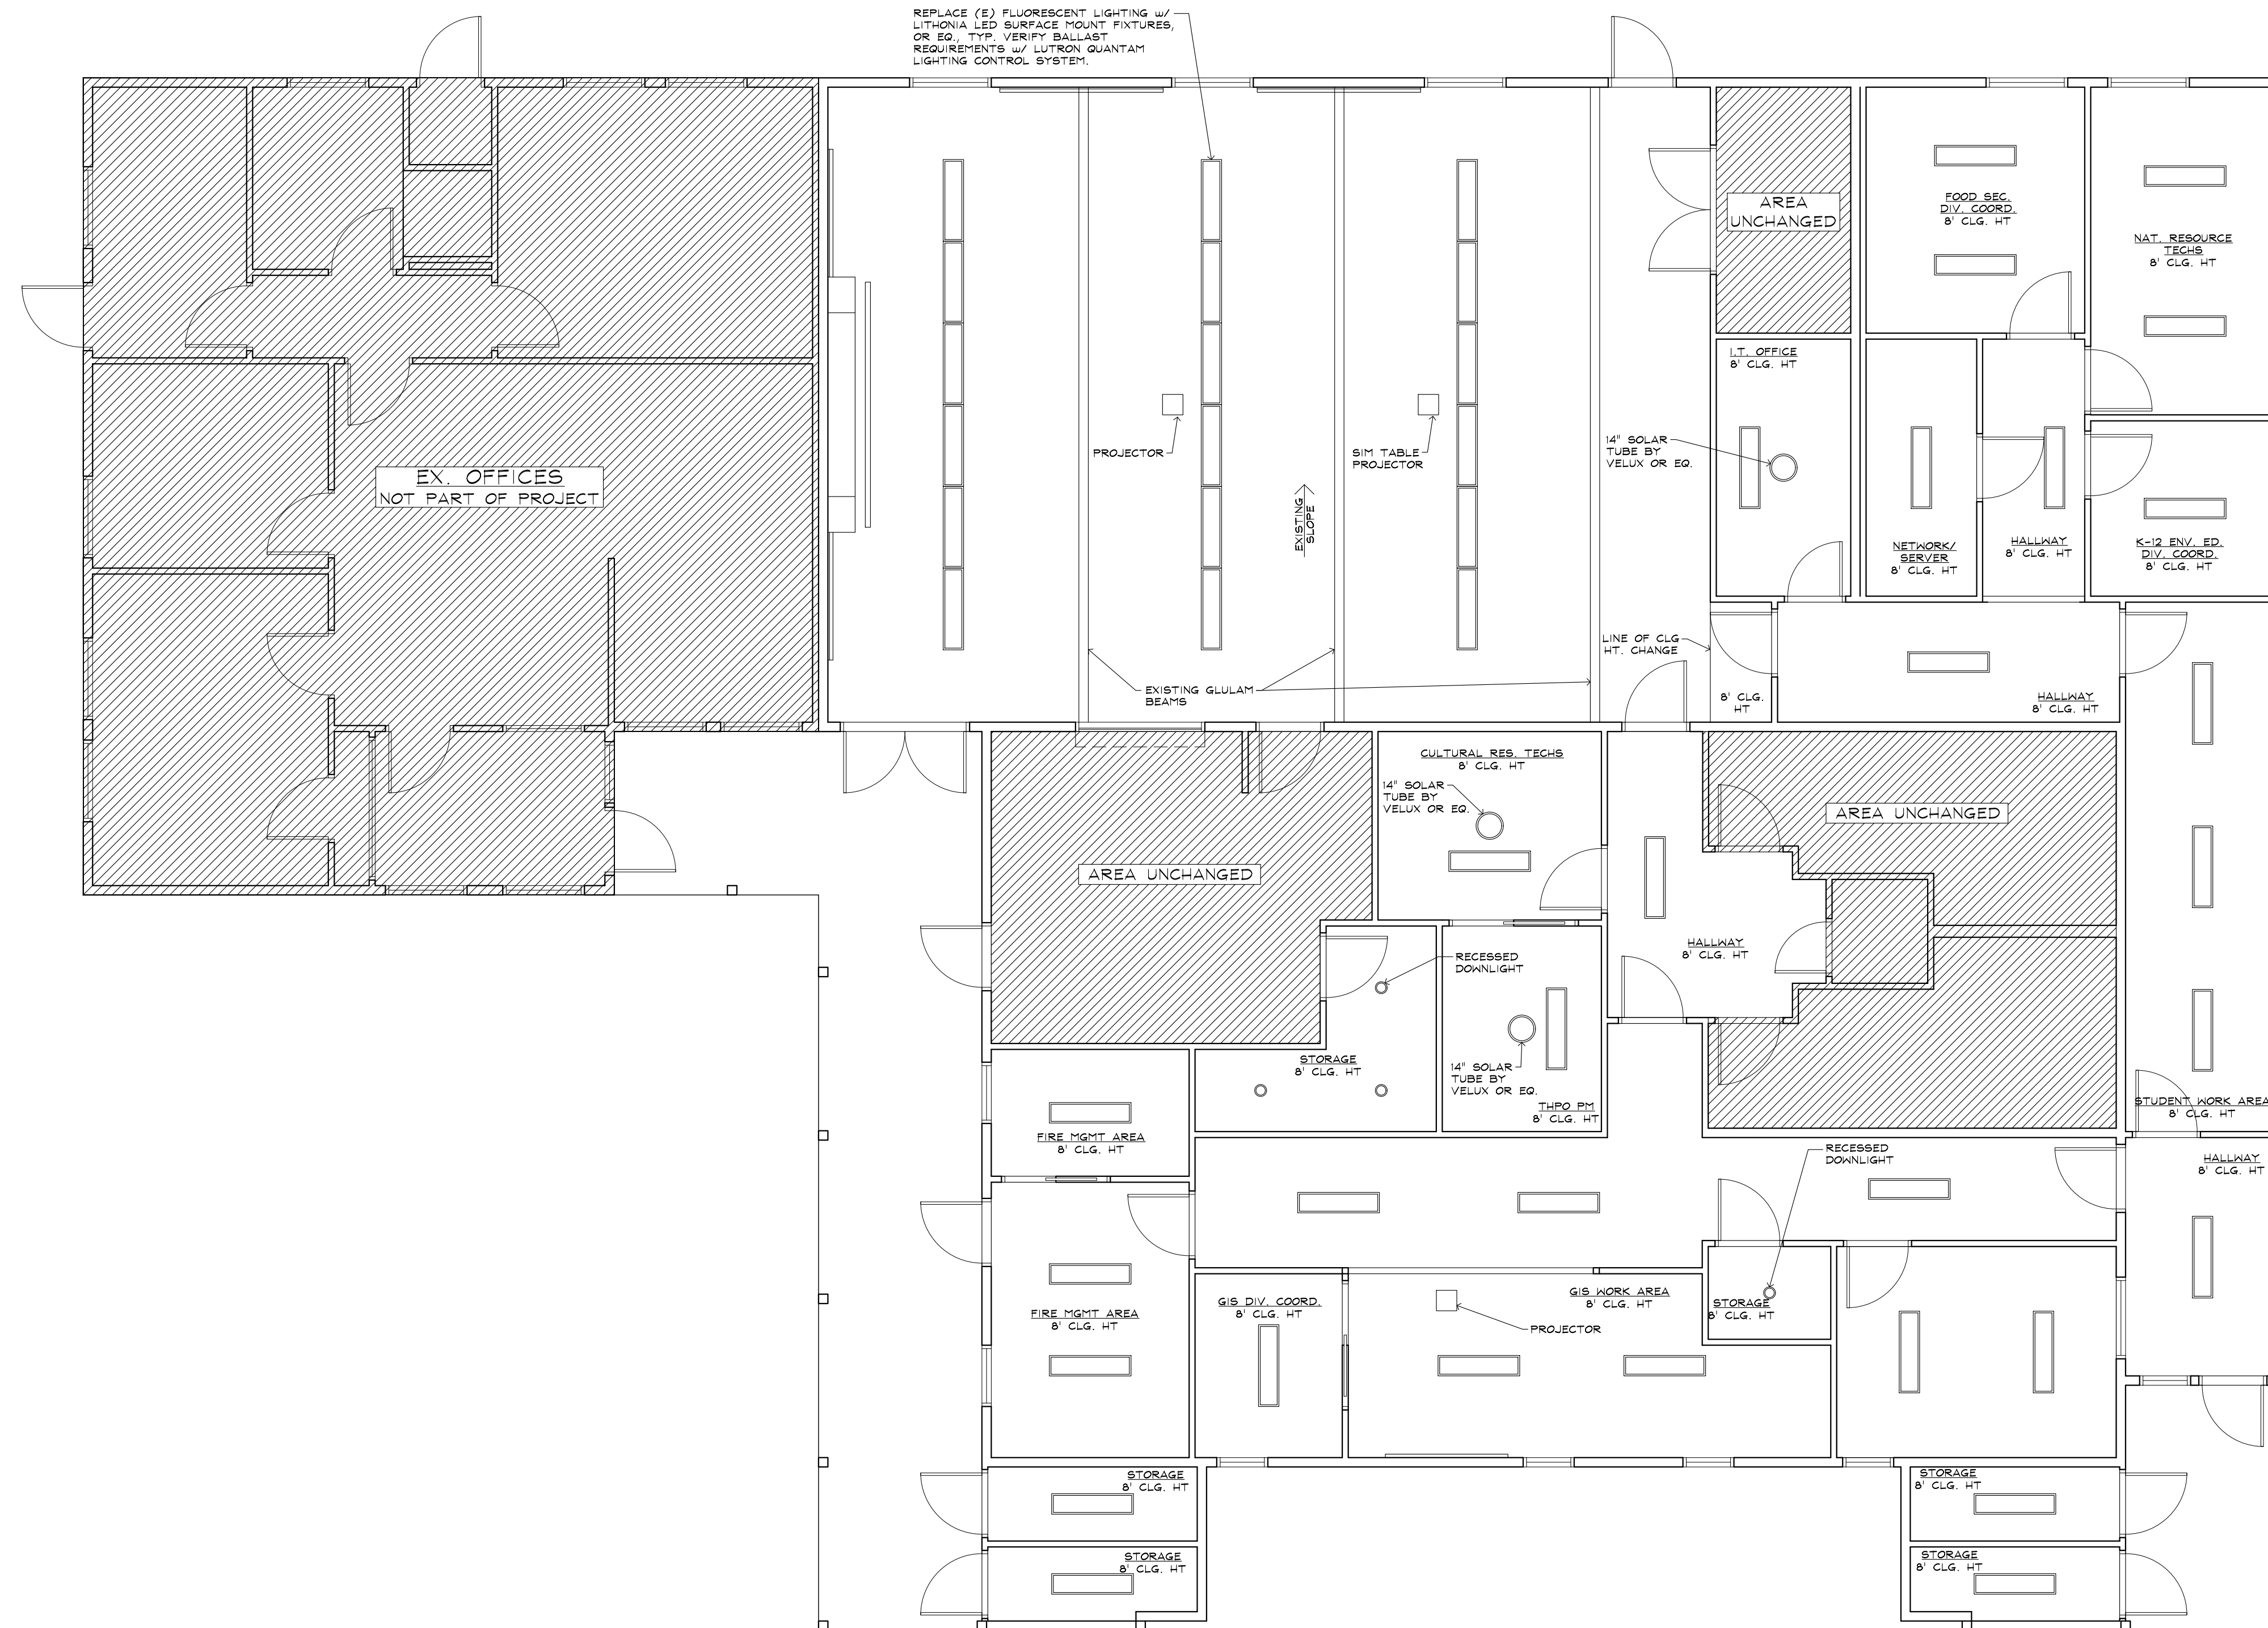 REPLACE (E) FLUORESCENT LIGHTING w/
LITHONIA LED SURFACE MOUNT FIXTURES,
OR EQ., TYP. VERIFY BALLAST
REQUIREMENTS w/ LUTRON QUANTAM
LIGHTING CONTROL SYSTEM.
AREA
UNCHANGED
FOOD SEC.
DIV. COORD.
8' CLG. HT
NAT. RESOURCE
TECHS
8' CLG. HT
I.T. OFFICE
8' CLG. HT
EX. OFFICES
NOT PART OF PROJECT
PROJECTOR
SIM TABLE
PROJECTOR
14" SOLAR
TUBE BY
VELUX OR EQ.
EXISTING
SLOPE
NETWORK/
SERVER
8' CLG. HT
HALLWAY
8' CLG. HT
K-12 ENV. ED.
DIV. COORD.
8' CLG. HT
LINE OF CLG
HT. CHANGE
EXISTING GLULAM
BEAMS
8' CLG.
HT
HALLWAY
8' CLG. HT
CULTURAL RES. TECHS
8' CLG. HT
14" SOLAR
TUBE BY
VELUX OR EQ.
AREA UNCHANGED
AREA UNCHANGED
HALLWAY
8' CLG. HT
RECESSED
DOWNLIGHT
STORAGE
8' CLG. HT
14" SOLAR
TUBE BY
VELUX OR EQ.
THPO PM
8' CLG. HT
STUDENT WORK AREA
8' CLG. HT
FIRE MGMT AREA
8' CLG. HT
RECESSED
DOWNLIGHT
HALLWAY
8' CLG. HT
FIRE MGMT AREA
8' CLG. HT
GIS DIV. COORD.
8' CLG. HT
GIS WORK AREA
8' CLG. HT
PROJECTOR
STORAGE
8' CLG. HT
STORAGE
8' CLG. HT
STORAGE
8' CLG. HT
STORAGE
8' CLG. HT
STORAGE
8' CLG. HT